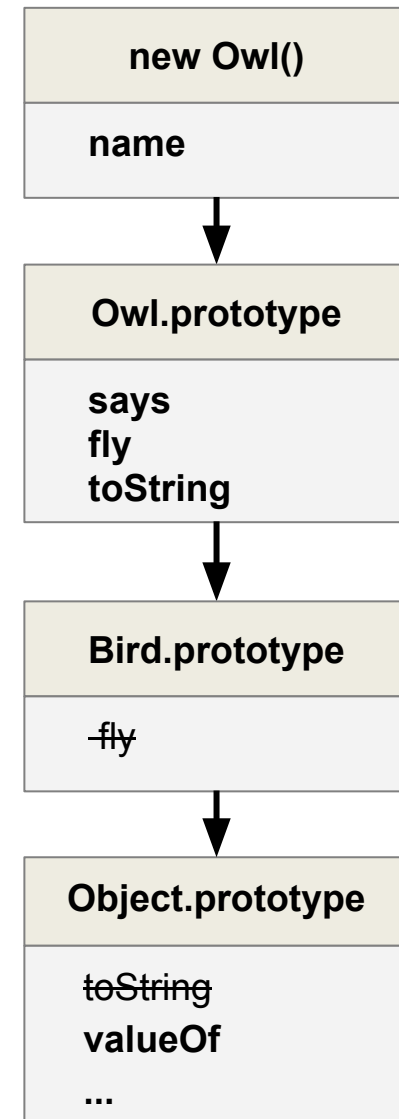 new Owl()
name
Owl.prototype
says
fly
toString
Bird.prototype
fly
Object.prototype
toString
valueOf
...